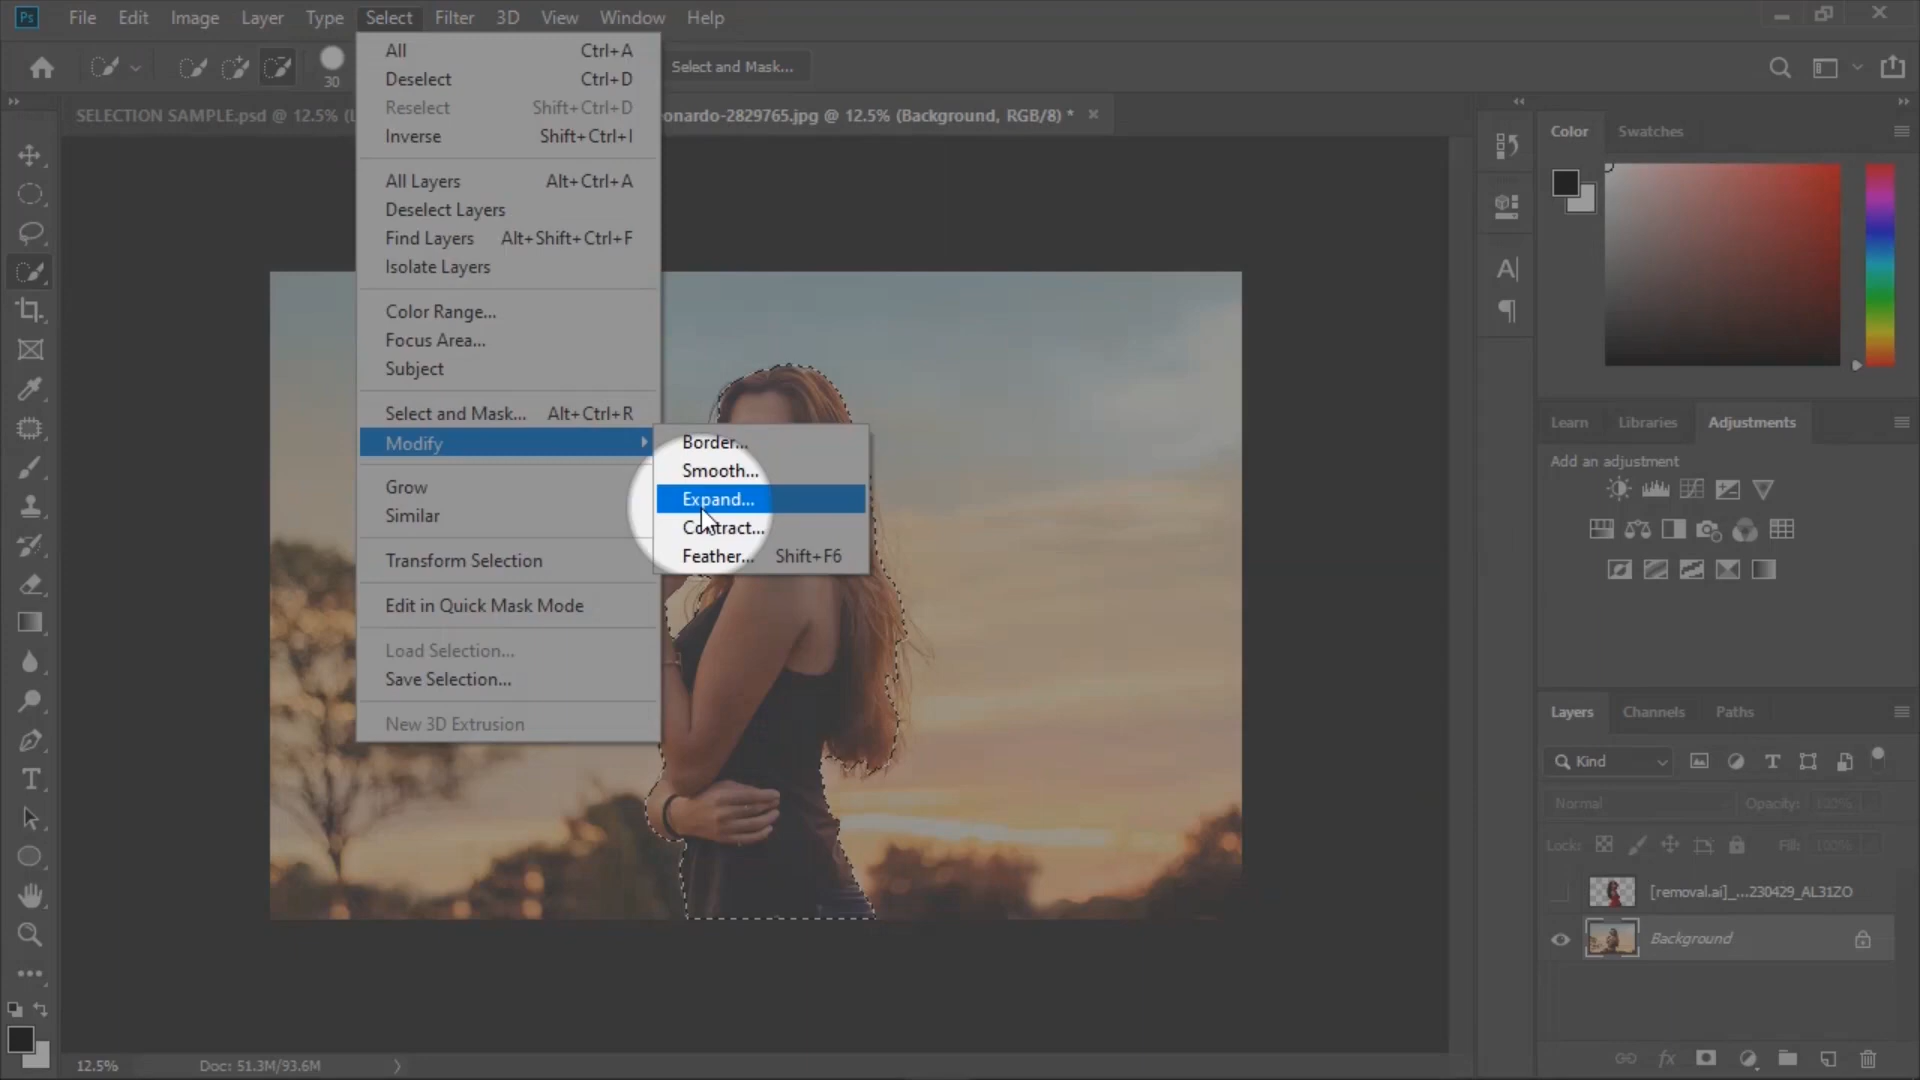 Ps File Edit Image Layer Type Select Filter 3D View Window Help
30 Select and Mask...
SELECTION SAMPLE.psd @ 12.5% (L onardo-2829765.jpg @ 12.5% (Background, RGB/8) *
All Ctrl+A
Deselect Ctrl+D
Reselect Shift+Ctrl+D
Inverse Shift+Ctrl+I
All Layers Alt+Ctrl+A
Deselect Layers
Find Layers Alt+Shift+Ctrl+F
Isolate Layers
Color Range...
Focus Area...
Subject
Select and Mask... Alt+Ctrl+R
Modify
Grow
Similar
Transform Selection
Edit in Quick Mask Mode
Load Selection...
Save Selection...
New 3D Extrusion
Border...
Smooth...
Expand...
Contract...
Feather... Shift+F6
Color Swatches
Learn Libraries Adjustments
Add an adjustment
Layers Channels Paths
Kind
Normal Opacity: 100%
Lock: Fill: 100%
[removal.ai]_...230429_AL31ZO
Background
fx
12.5% Doc: 51.3M/93.6M